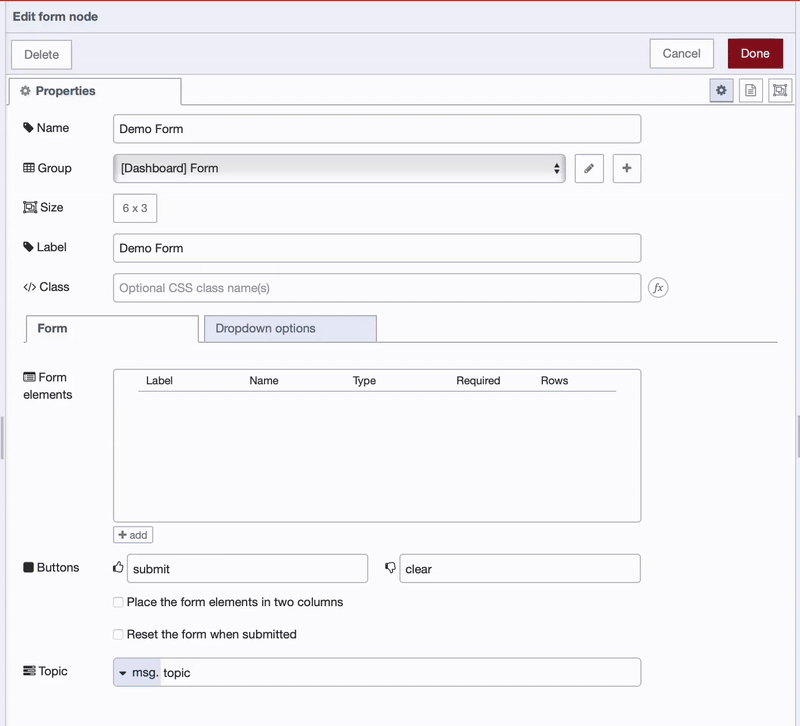 Edit form node
Delete Cancel Done
Properties
Name Demo Form
Group [Dashboard] Form
Size 6 x 3
Label Demo Form
Class Optional CSS class name(s) fx
Form Dropdown options
Form elements
Label Name Type Required Rows
add
Buttons submit clear
Place the form elements in two columns
Reset the form when submitted
Topic msg. topic